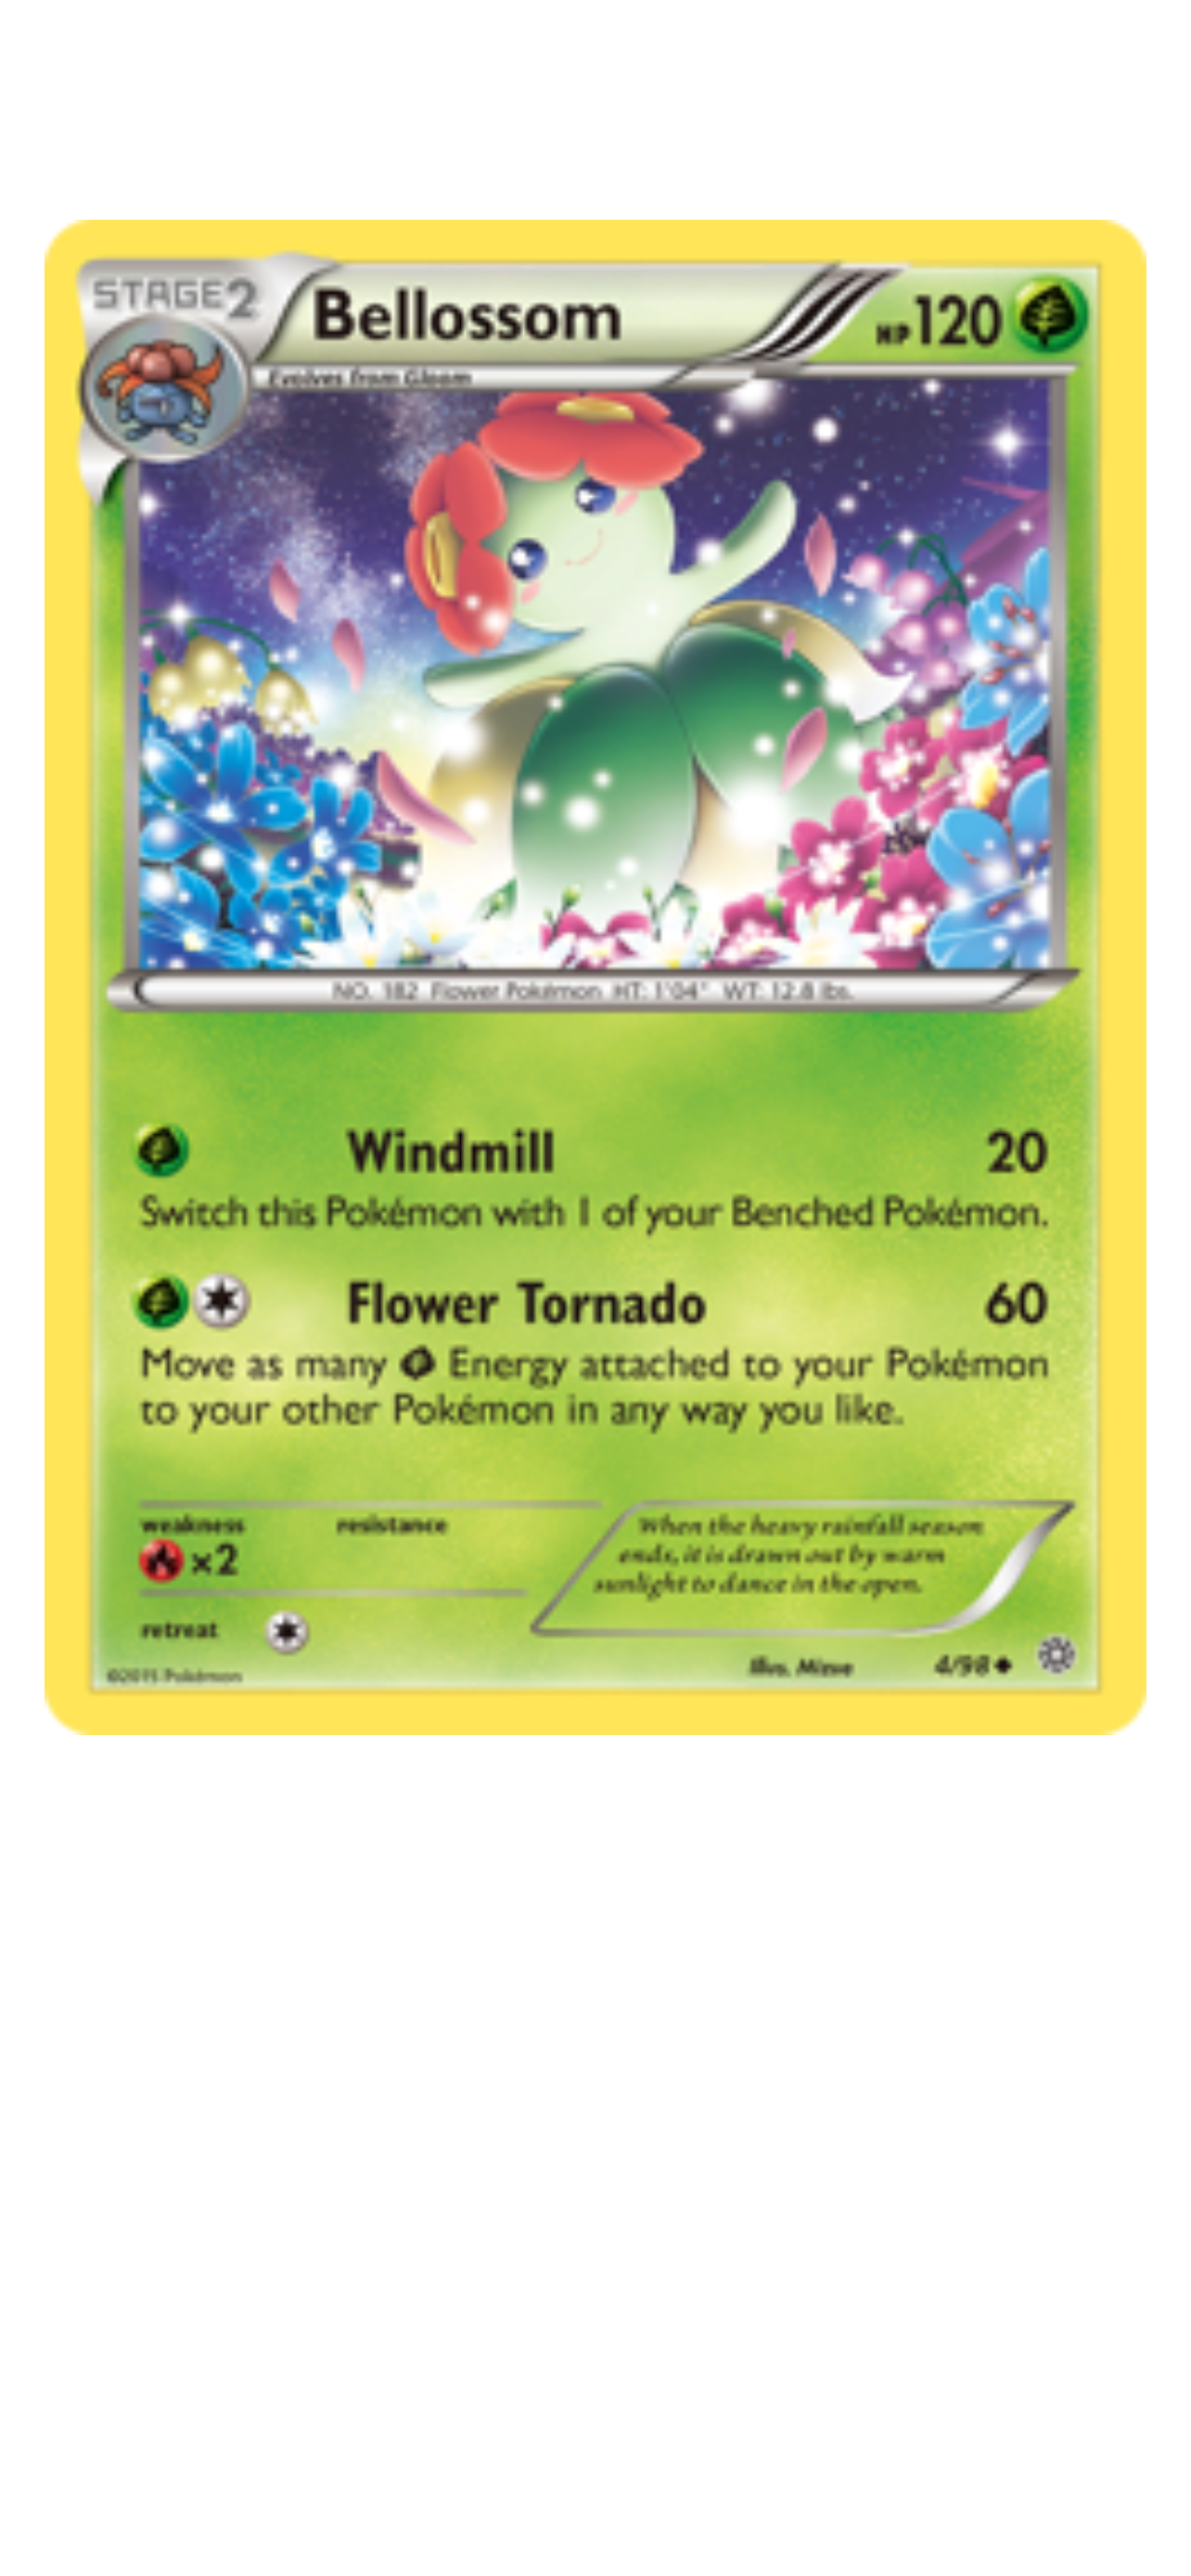 STAGE2
Bellossom
HP120
Evolves from Gloom
NO. 182 Flower Pokémon HT: 1'04" WT: 12.8 lbs.
Windmill 20
Switch this Pokémon with 1 of your Benched Pokémon.
Flower Tornado 60
Move as many Energy attached to your Pokémon
to your other Pokémon in any way you like.
weakness resistance
×2
When the heavy rainfall season
ends, it is drawn out by warm
sunlight to dance in the open.
retreat
Illus. Mizue 4/98
©2015 Pokémon